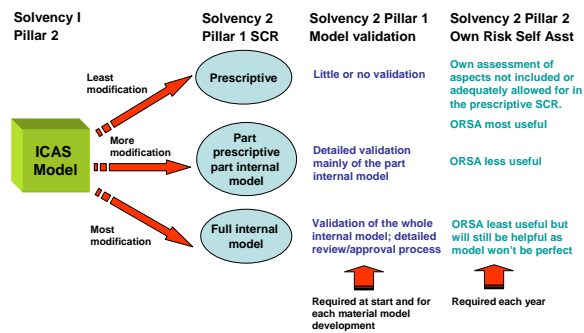 Solvency I
Pillar 2
Solvency 2
Pillar 1 SCR
Solvency 2 Pillar 1
Model validation
Solvency 2 Pillar 2
Own Risk Self Asst
Least
modification
Prescriptive
Little or no validation
Own assessment of
aspects not included or
adequately allowed for in
the prescriptive SCR.
ORSA most useful
ICAS
Model
More
modification
Part
prescriptive
part internal
model
Detailed validation
mainly of the part
internal model
ORSA less useful
Most
modification
Full internal
model
Validation of the whole
internal model; detailed
review/approval process
ORSA least useful but
will still be helpful as
model won't be perfect
Required at start and for
each material model
development
Required each year